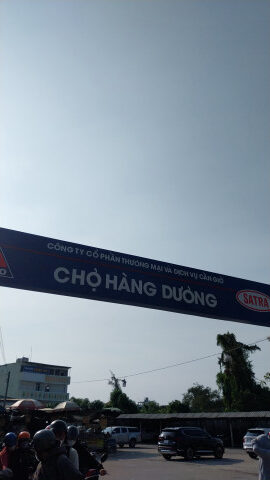 CÔNG TY CỔ PHẦN THƯƠNG MẠI VÀ DỊCH VỤ CẦN GIỜ
CHỢ HÀNG DƯƠNG
SATRA